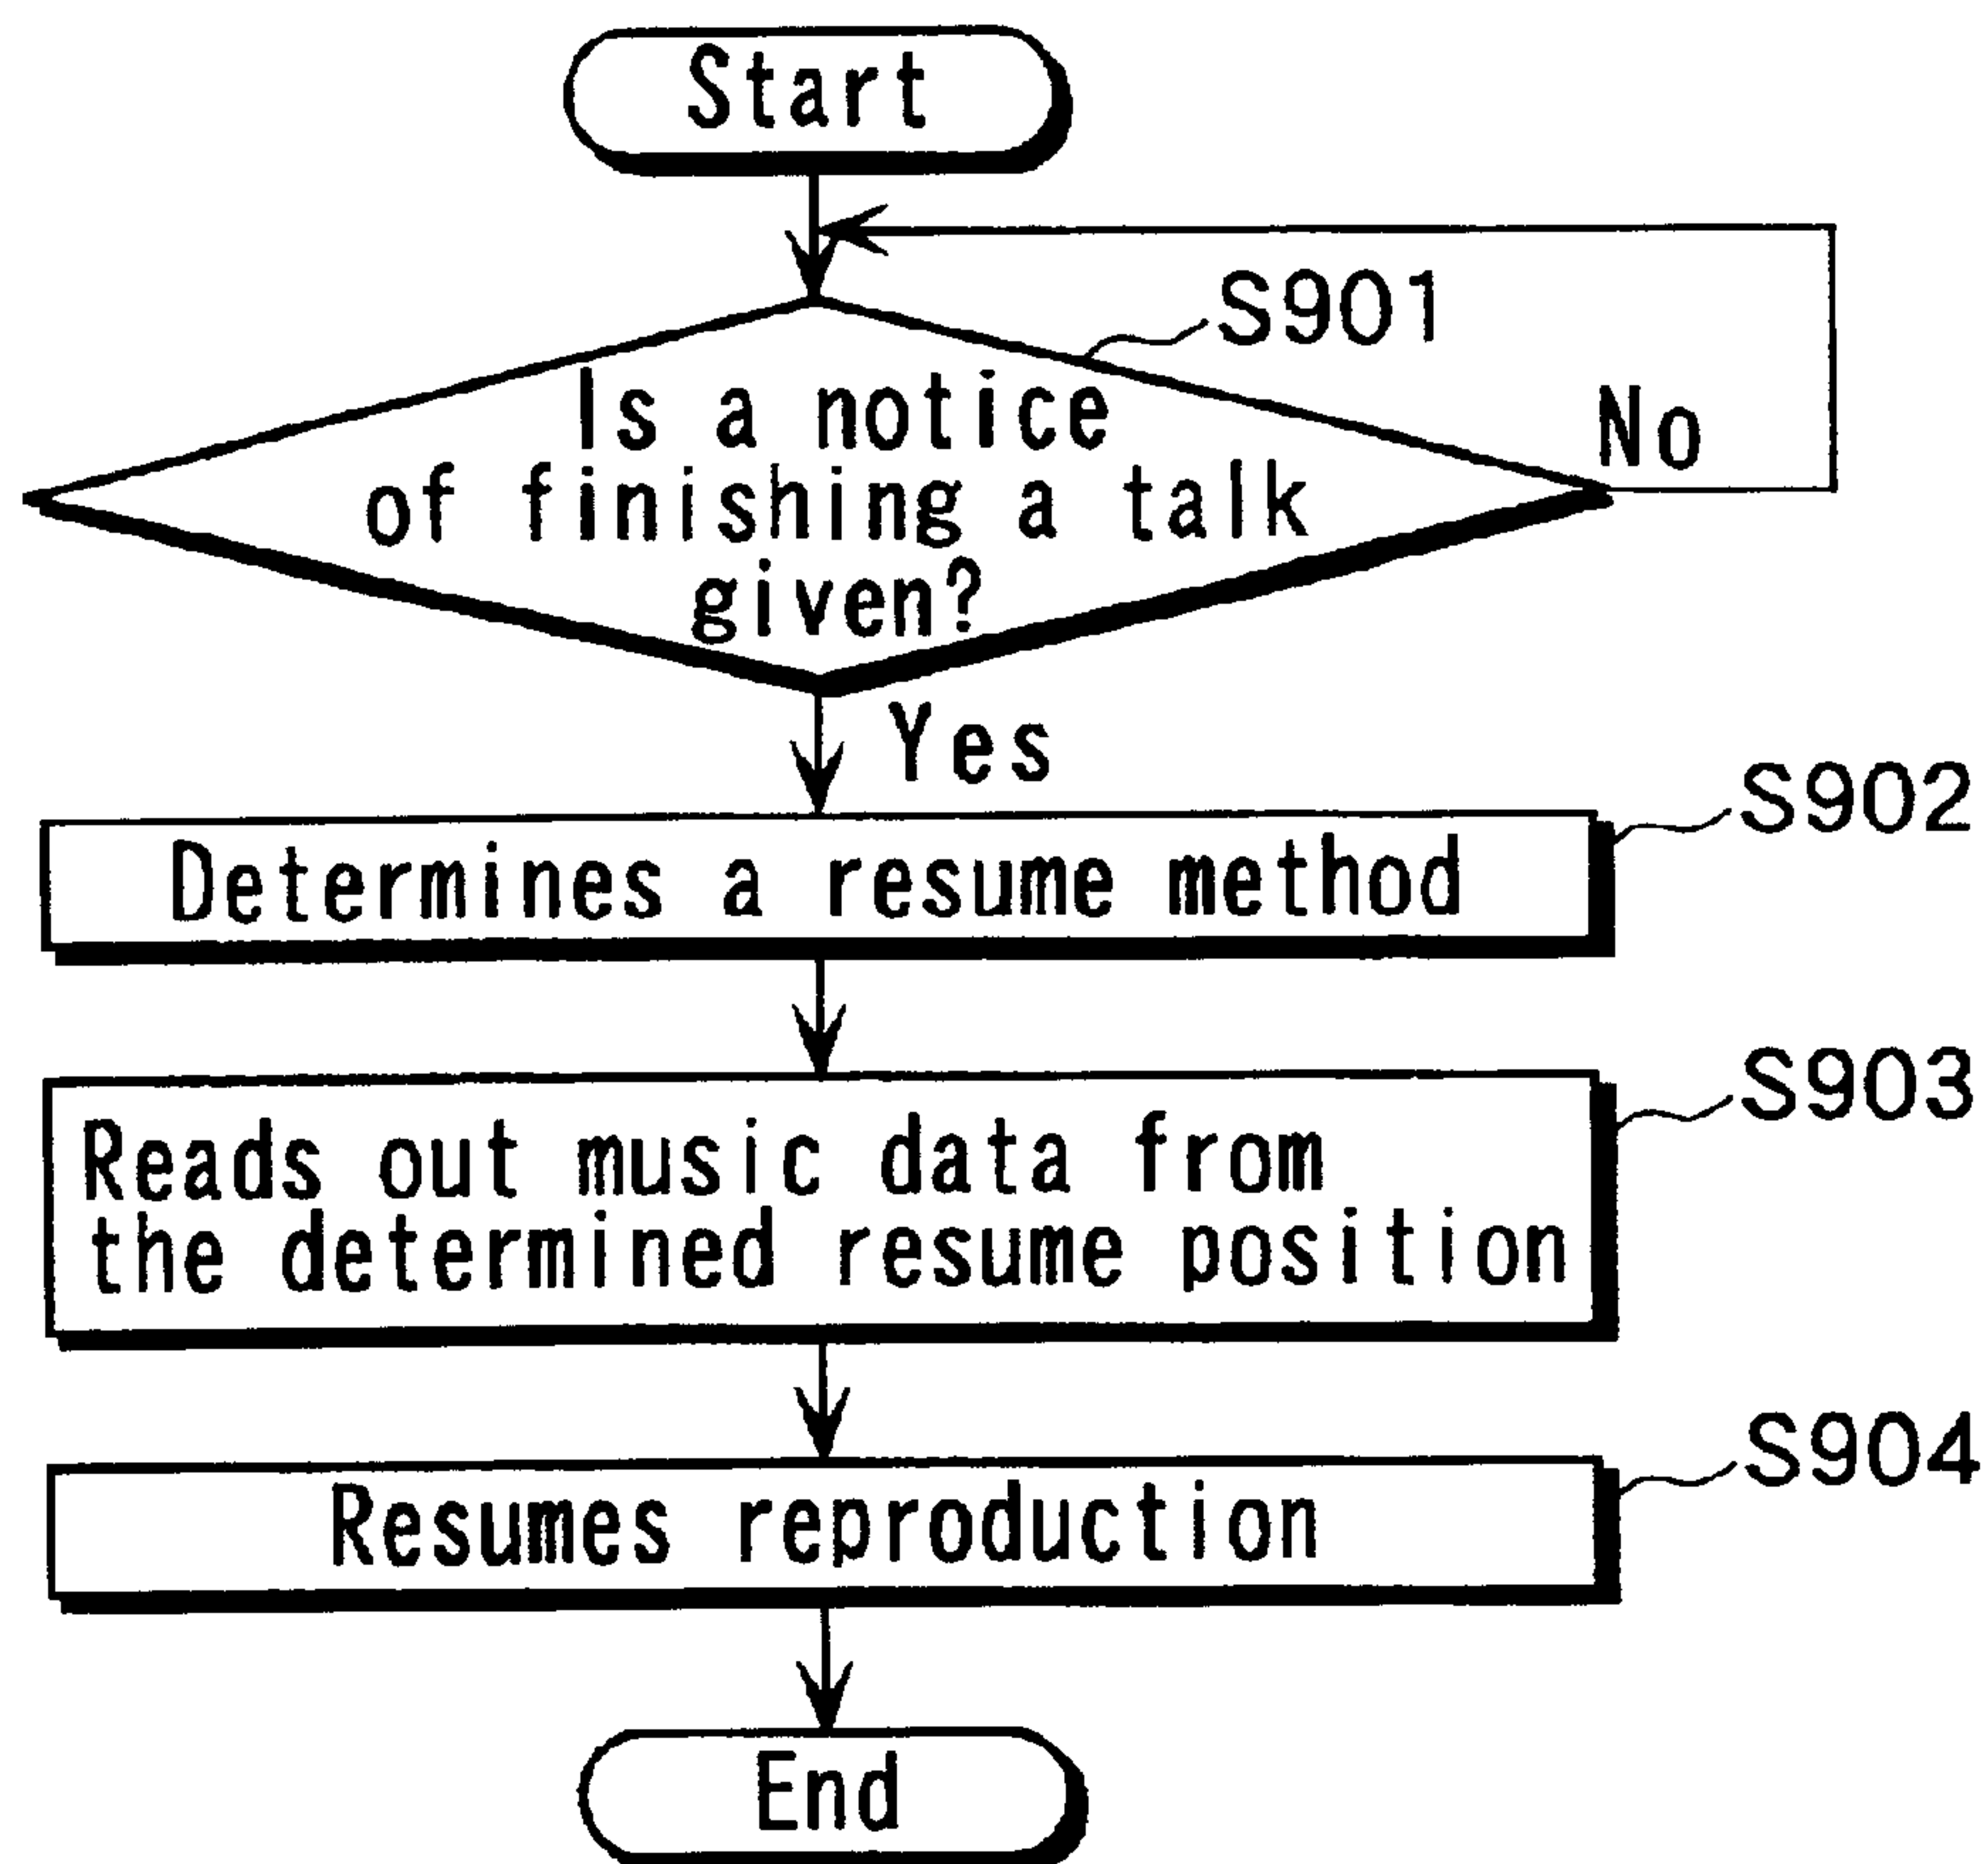 Start
S901
Is a notice
of finishing a talk
given?
No
Yes
S902
Determines a resume method
S903
Reads out music data from
the determined resume position
S904
Resumes reproduction
End